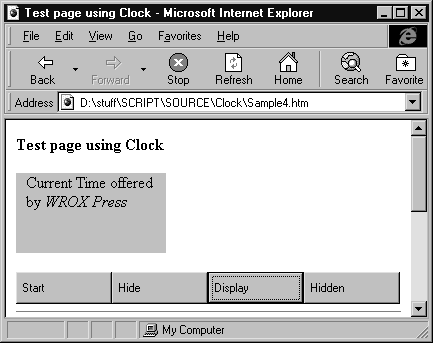 Test page using Clock - Microsoft Internet Explorer
File Edit View Go Favorites Help
Back Forward Stop Refresh Home Search Favorite
Address D:\stuff\SCRIPT\SOURCE\Clock\Sample4.htm
Test page using Clock
Current Time offered
by WROX Press
Start Hide Display Hidden
My Computer